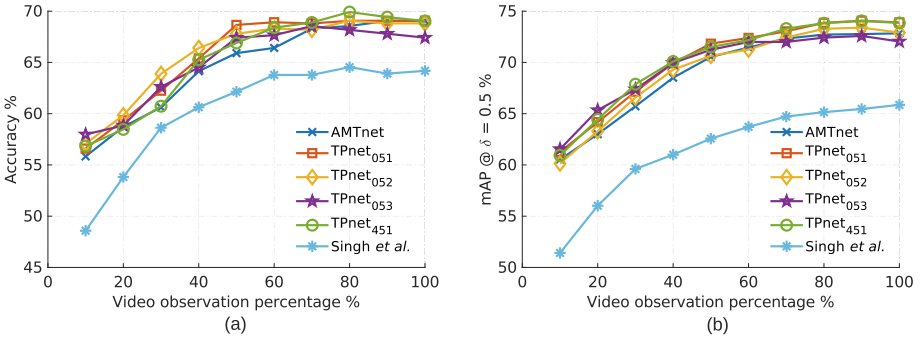 70
65
60
55
50
45
Accuracy %
AMTnet
TPnet051
TPnet052
TPnet053
TPnet451
Singh et al.
0 20 40 60 80 100
Video observation percentage %
(a)
75
70
65
60
55
50
mAP @ δ = 0.5 %
AMTnet
TPnet051
TPnet052
TPnet053
TPnet451
Singh et al.
0 20 40 60 80 100
Video observation percentage %
(b)